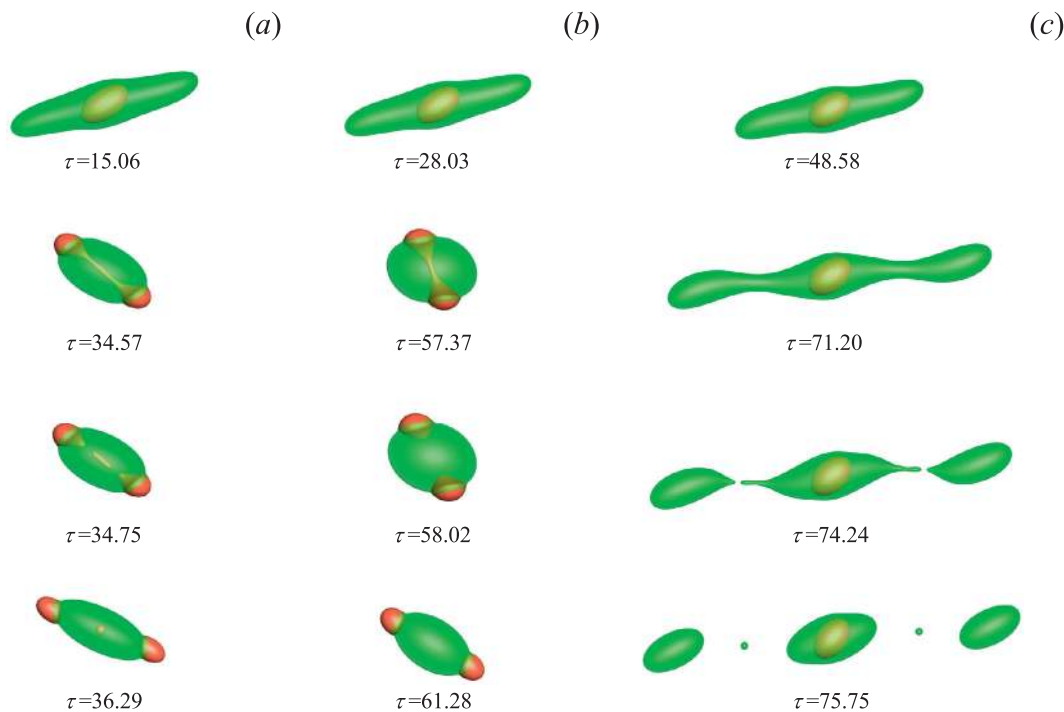 (a) (b) (c)
τ=15.06 τ=28.03 τ=48.58
τ=34.57 τ=57.37 τ=71.20
τ=34.75 τ=58.02 τ=74.24
τ=36.29 τ=61.28 τ=75.75